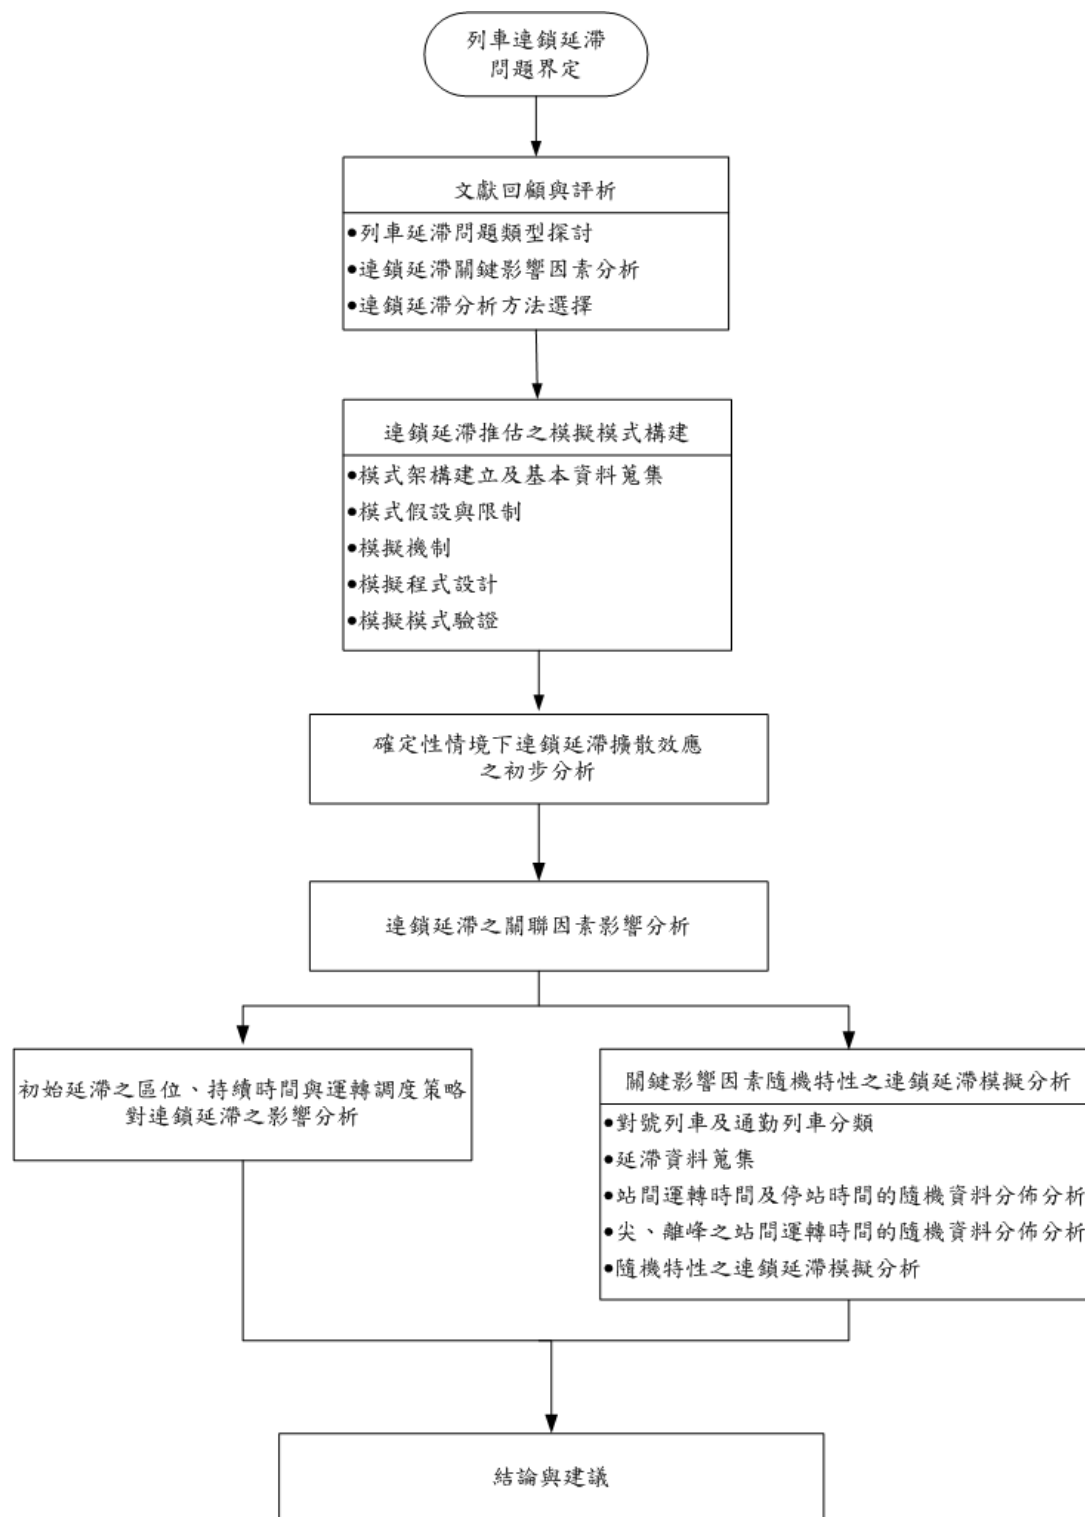 列車連鎖延滯
問題界定
文獻回顧與評析
●列車延滯問題類型探討
●連鎖延滯關鍵影響因素分析
●連鎖延滯分析方法選擇
連鎖延滯推估之模擬模式構建
●模式架構建立及基本資料蒐集
●模式假設與限制
●模擬機制
●模擬程式設計
●模擬模式驗證
確定性情境下連鎖延滯擴散效應
之初步分析
連鎖延滯之關聯因素影響分析
初始延滯之區位、持續時間與運轉調度策略
對連鎖延滯之影響分析
關鍵影響因素隨機特性之連鎖延滯模擬分析
●對號列車及通勤列車分類
●延滯資料蒐集
●站間運轉時間及停站時間的隨機資料分佈分析
●尖、離峰之站間運轉時間的隨機資料分佈分析
●隨機特性之連鎖延滯模擬分析
結論與建議